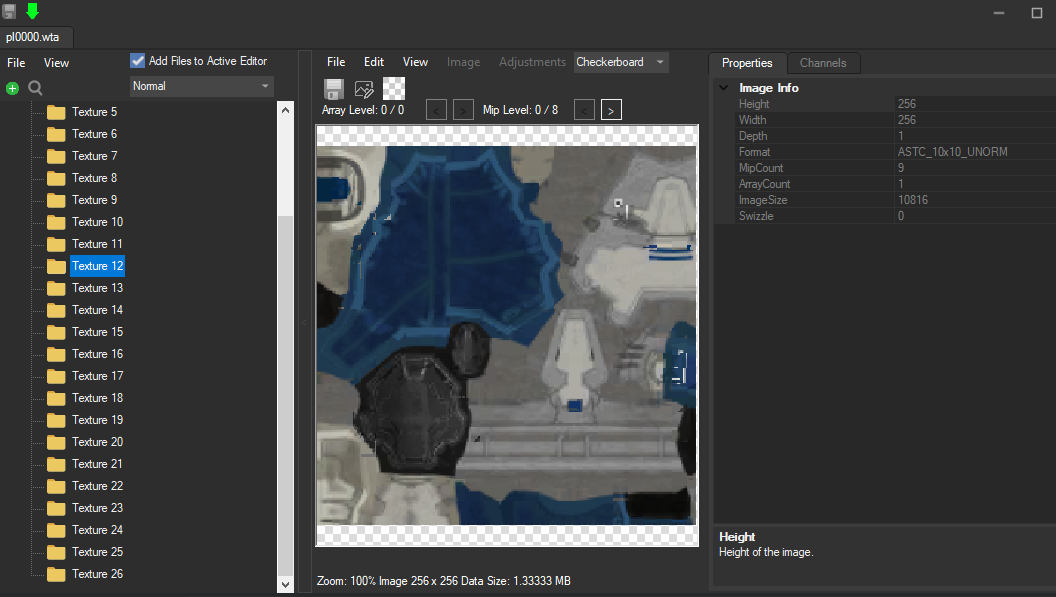 pl0000.wta
File View
Add Files to Active Editor
Normal
Texture 5
Texture 6
Texture 7
Texture 8
Texture 9
Texture 10
Texture 11
Texture 12
Texture 13
Texture 14
Texture 15
Texture 16
Texture 17
Texture 18
Texture 19
Texture 20
Texture 21
Texture 22
Texture 23
Texture 24
Texture 25
Texture 26
File Edit View Image Adjustments Checkerboard
Array Level: 0 / 0 < > Mip Level: 0 / 8 < >
Zoom: 100% Image 256 x 256 Data Size: 1.33333 MB
Properties Channels
Image Info
Height 256
Width 256
Depth 1
Format ASTC_10x10_UNORM
MipCount 9
ArrayCount 1
ImageSize 10816
Swizzle 0
Height
Height of the image.